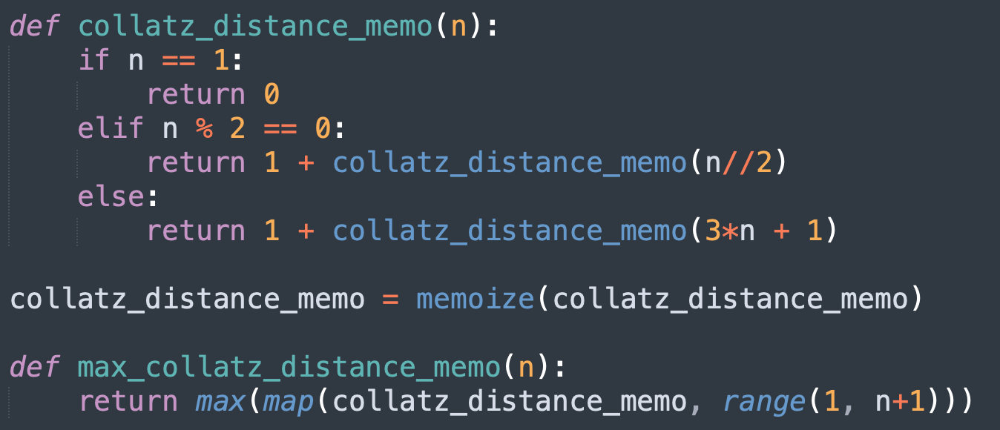 def collatz_distance_memo(n):
    if n == 1:
        return 0
    elif n % 2 == 0:
        return 1 + collatz_distance_memo(n//2)
    else:
        return 1 + collatz_distance_memo(3*n + 1)

collatz_distance_memo = memoize(collatz_distance_memo)

def max_collatz_distance_memo(n):
    return max(map(collatz_distance_memo, range(1, n+1)))